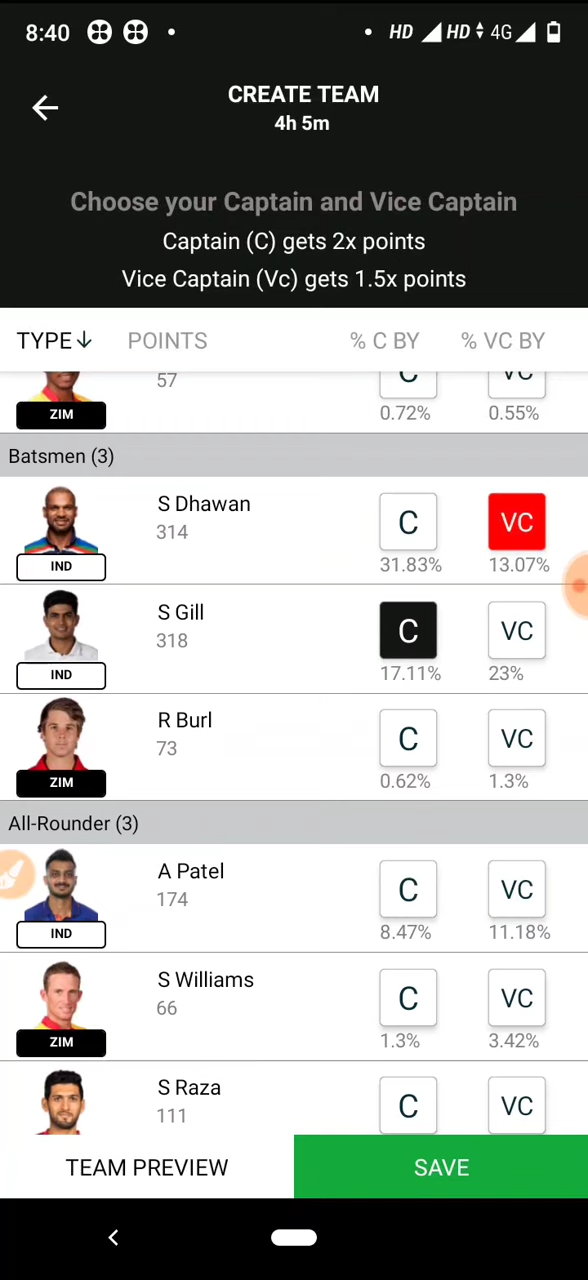 8:40 HD HD 4G
CREATE TEAM
4h 5m
Choose your Captain and Vice Captain
Captain (C) gets 2x points
Vice Captain (Vc) gets 1.5x points
TYPE↓ POINTS % C BY % VC BY
57 C VC
ZIM 0.72% 0.55%
Batsmen (3)
S Dhawan
314 C VC
IND 31.83% 13.07%
S Gill
318 C VC
IND 17.11% 23%
R Burl
73 C VC
ZIM 0.62% 1.3%
All-Rounder (3)
A Patel
174 C VC
IND 8.47% 11.18%
S Williams
66 C VC
ZIM 1.3% 3.42%
S Raza
111 C VC
TEAM PREVIEW SAVE